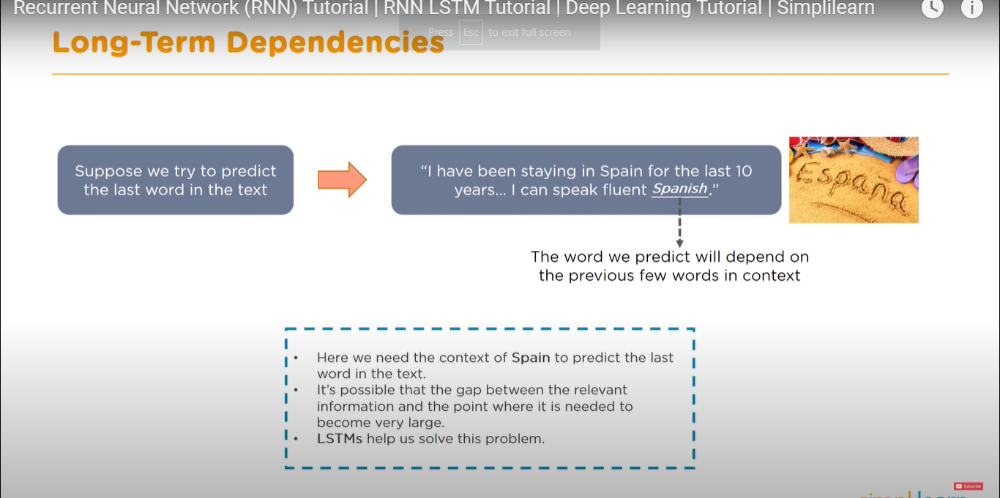 Recurrent Neural Network (RNN) Tutorial | RNN LSTM Tutorial | Deep Learning Tutorial | Simplilearn
Press Esc to exit full screen
Long-Term Dependencies
Suppose we try to predict
the last word in the text
“I have been staying in Spain for the last 10
years... I can speak fluent Spanish.”
España
The word we predict will depend on
the previous few words in context
• Here we need the context of Spain to predict the last
word in the text.
• It’s possible that the gap between the relevant
information and the point where it is needed to
become very large.
• LSTMs help us solve this problem.
Subscribe
simplilearn